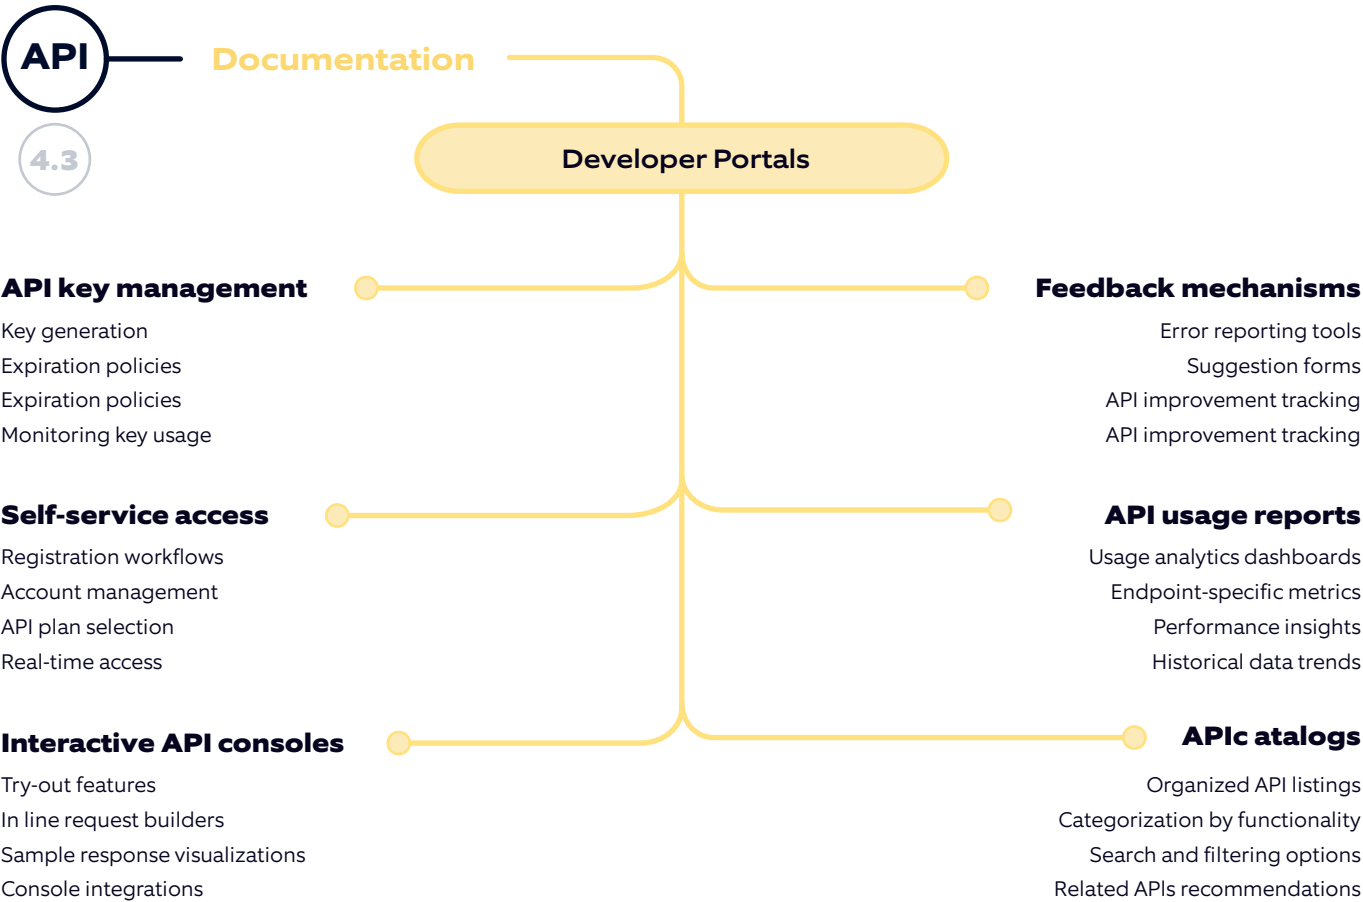 API
Documentation
4.3
Developer Portals
API key management
Key generation
Expiration policies
Expiration policies
Monitoring key usage
Feedback mechanisms
Error reporting tools
Suggestion forms
API improvement tracking
API improvement tracking
Self-service access
Registration workflows
Account management
API plan selection
Real-time access
API usage reports
Usage analytics dashboards
Endpoint-specific metrics
Performance insights
Historical data trends
Interactive API consoles
Try-out features
In line request builders
Sample response visualizations
Console integrations
APIc atalogs
Organized API listings
Categorization by functionality
Search and filtering options
Related APIs recommendations